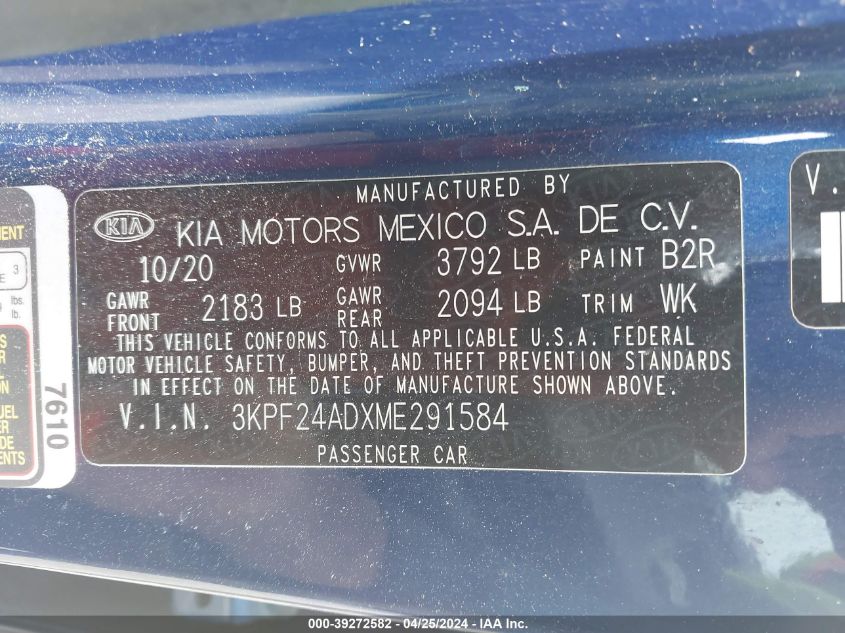 MANUFACTURED BY
KIA KIA MOTORS MEXICO S.A. DE C.V.
10/20 GVWR 3792 LB PAINT B2R
GAWR FRONT 2183 LB GAWR REAR 2094 LB TRIM WK
THIS VEHICLE CONFORMS TO ALL APPLICABLE U.S.A. FEDERAL
MOTOR VEHICLE SAFETY, BUMPER, AND THEFT PREVENTION STANDARDS
IN EFFECT ON THE DATE OF MANUFACTURE SHOWN ABOVE.
V.I.N. 3KPF24ADXME291584
PASSENGER CAR
7610
3
lbs.
lb.
V.
000-39272582 - 04/25/2024 - IAA Inc.